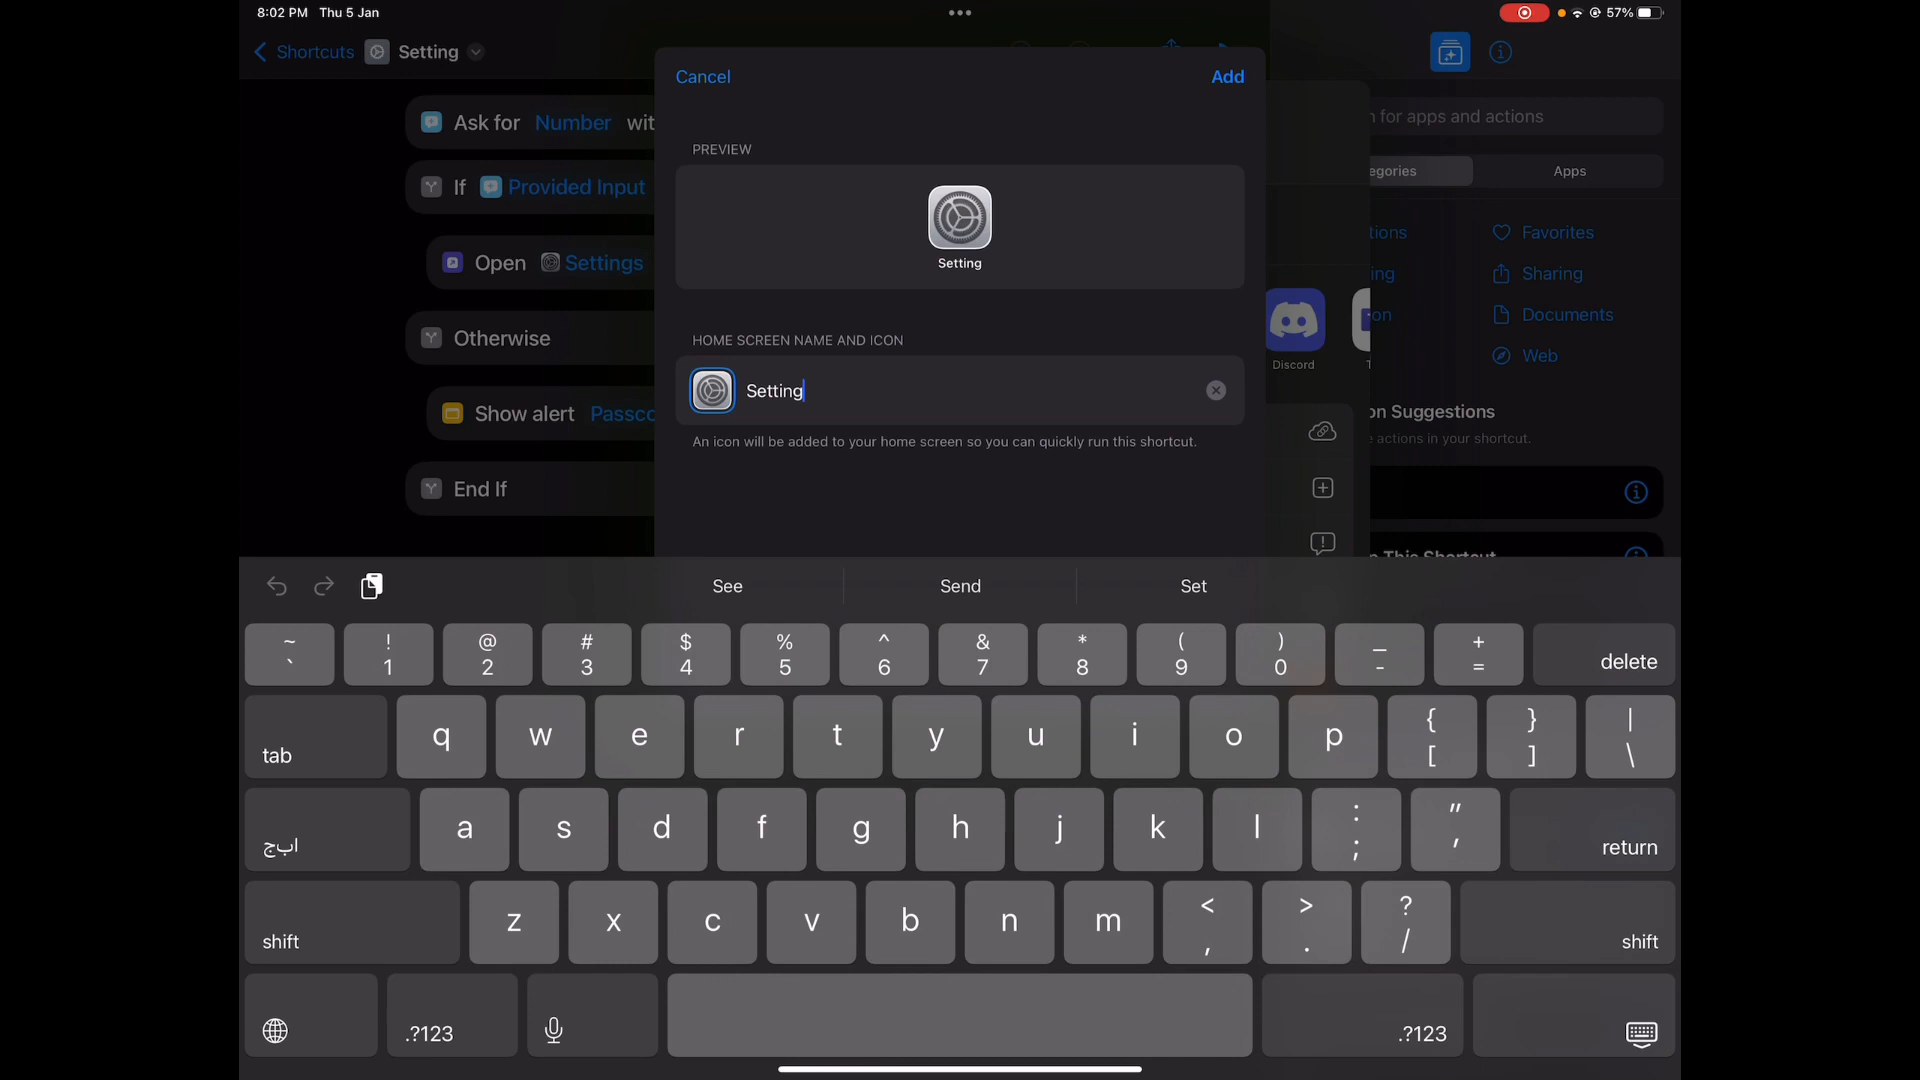 8:02 PM Thu 5 Jan
57%
Shortcuts
Setting
Cancel
Add
Ask for Number wit
for apps and actions
PREVIEW
egories
Apps
If Provided Input
Setting
Favorites
Open Settings
Sharing
Documents
Otherwise
HOME SCREEN NAME AND ICON
Web
Discord
Setting
Show alert Passco
on Suggestions
An icon will be added to your home screen so you can quickly run this shortcut.
actions in your shortcut.
End If
This Shortcut
See
Send
Set
~ ! @ # $ % ^ & * ( ) _ +
` 1 2 3 4 5 6 7 8 9 0 - = delete
tab q w e r t y u i o p { [ } ] | \
ابج a s d f g h j k l : ; " ' return
shift z x c v b n m < , > . ? / shift
.?123
.?123